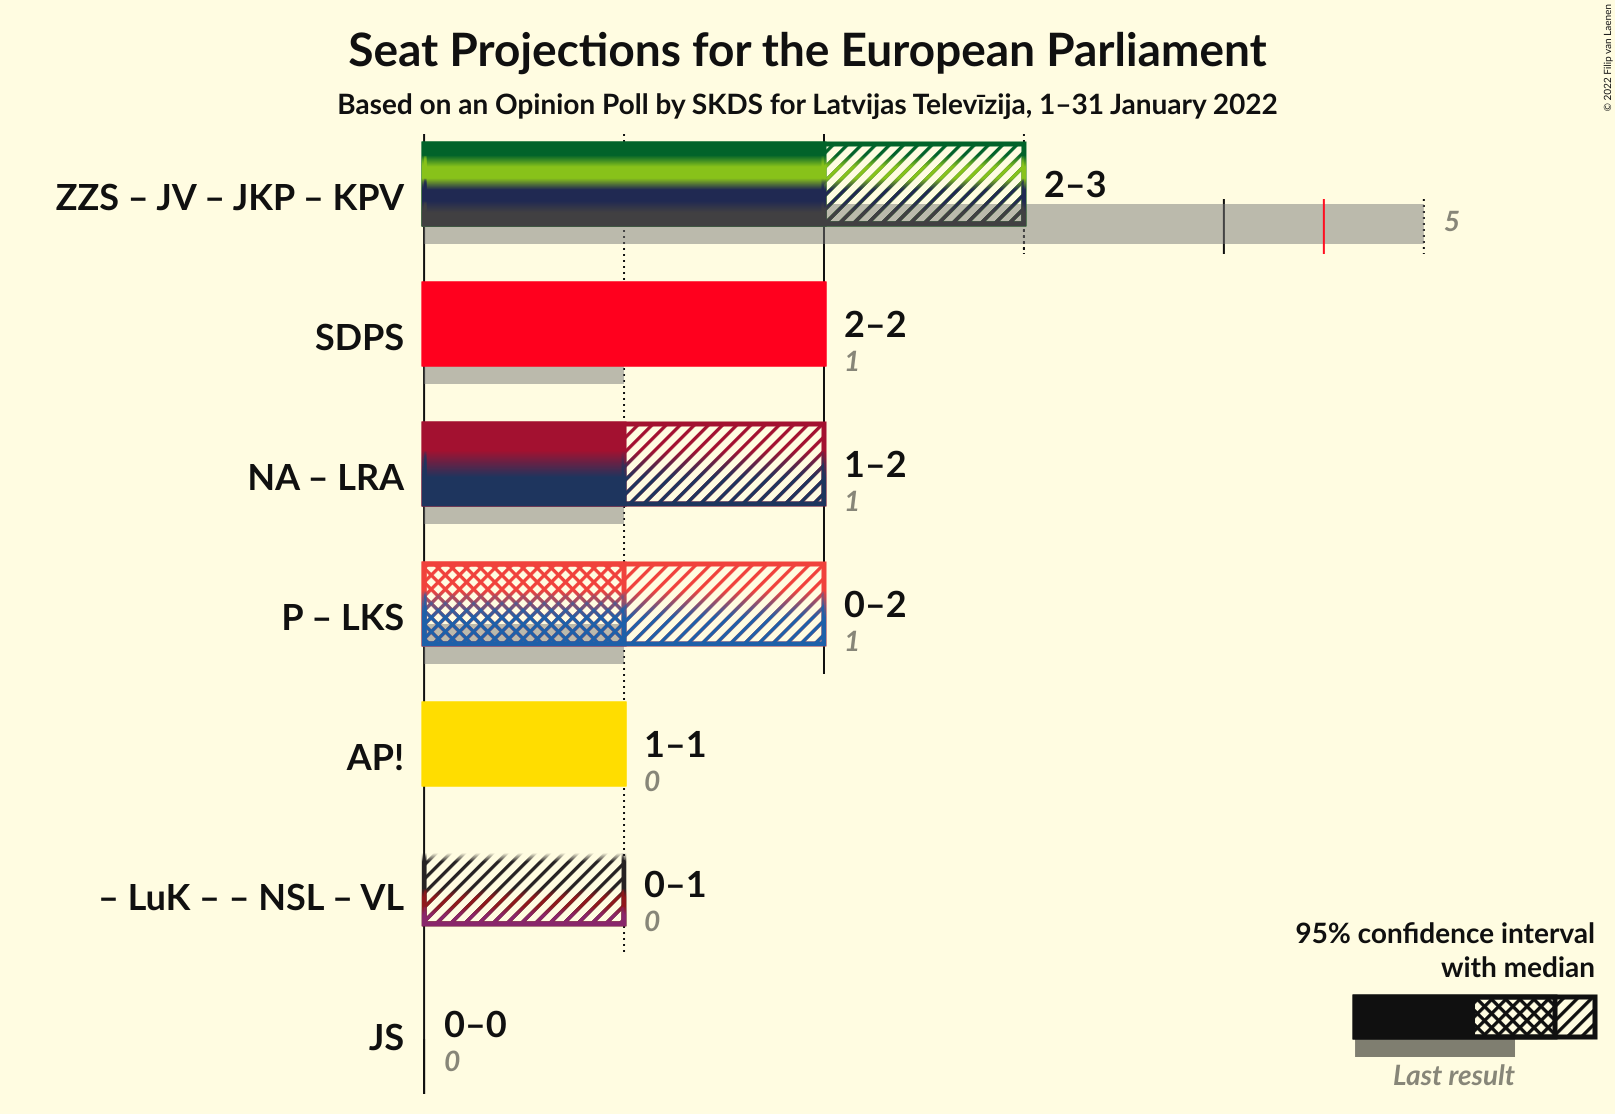 Seat Projections for the European Parliament
Based on an Opinion Poll by SKDS for Latvijas Televīzija, 1–31 January 2022
© 2022 Filip van Laenen
ZZS – JV – JKP – KPV
2–3
5
SDPS
2–2
1
NA – LRA
1–2
1
P – LKS
0–2
1
AP!
1–1
0
– LuK – – NSL – VL
0–1
0
JS
0–0
0
95% confidence interval
with median
Last result